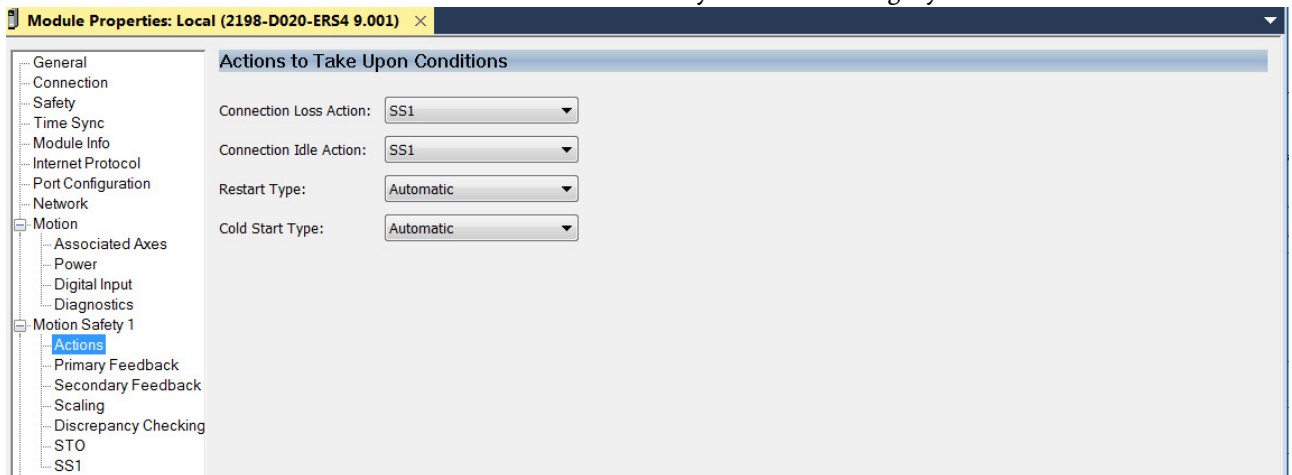 Module Properties: Local (2198-D020-ERS4 9.001) ×
General
Connection
Safety
Time Sync
Module Info
Internet Protocol
Port Configuration
Network
Motion
Associated Axes
Power
Digital Input
Diagnostics
Motion Safety 1
Actions
Primary Feedback
Secondary Feedback
Scaling
Discrepancy Checking
STO
SS1
Actions to Take Upon Conditions
Connection Loss Action: SS1
Connection Idle Action: SS1
Restart Type: Automatic
Cold Start Type: Automatic